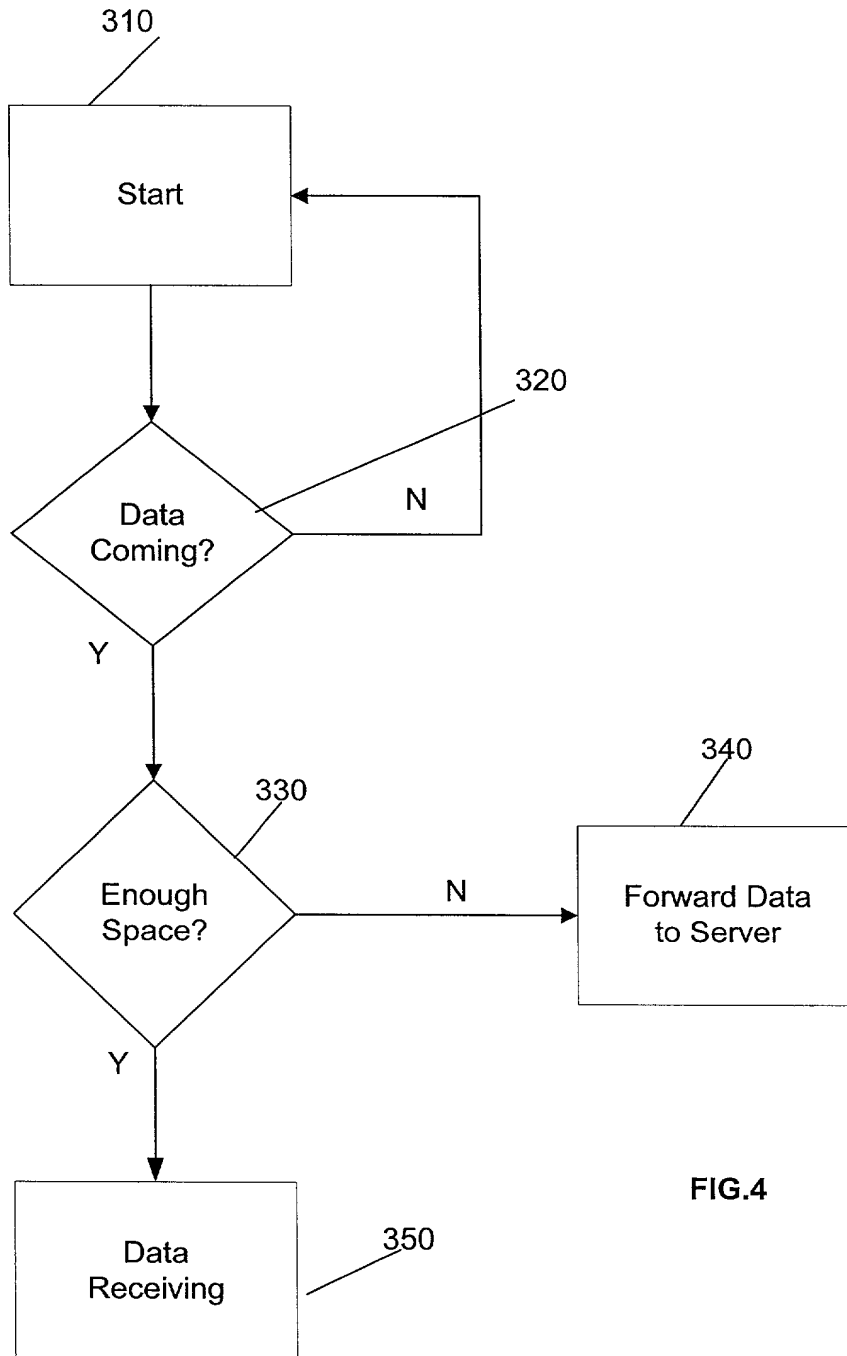 310
Start
320
Data
Coming?
N
Y
330
340
Enough
Space?
N
Forward Data
to Server
Y
FIG.4
Data
Receiving
350